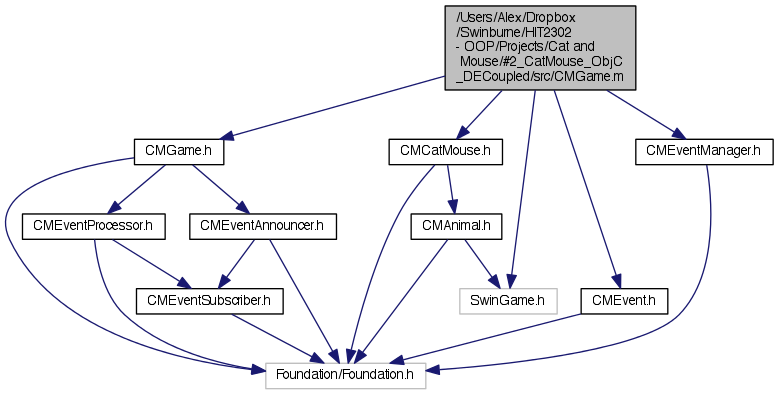 /Users/Alex/Dropbox
/Swinburne/HIT2302
- OOP/Projects/Cat and
Mouse/#2_CatMouse_ObjC
_DECoupled/src/CMGame.m
CMGame.h
CMCatMouse.h
CMEventManager.h
CMEventProcessor.h
CMEventAnnouncer.h
CMAnimal.h
CMEventSubscriber.h
SwinGame.h
CMEvent.h
Foundation/Foundation.h